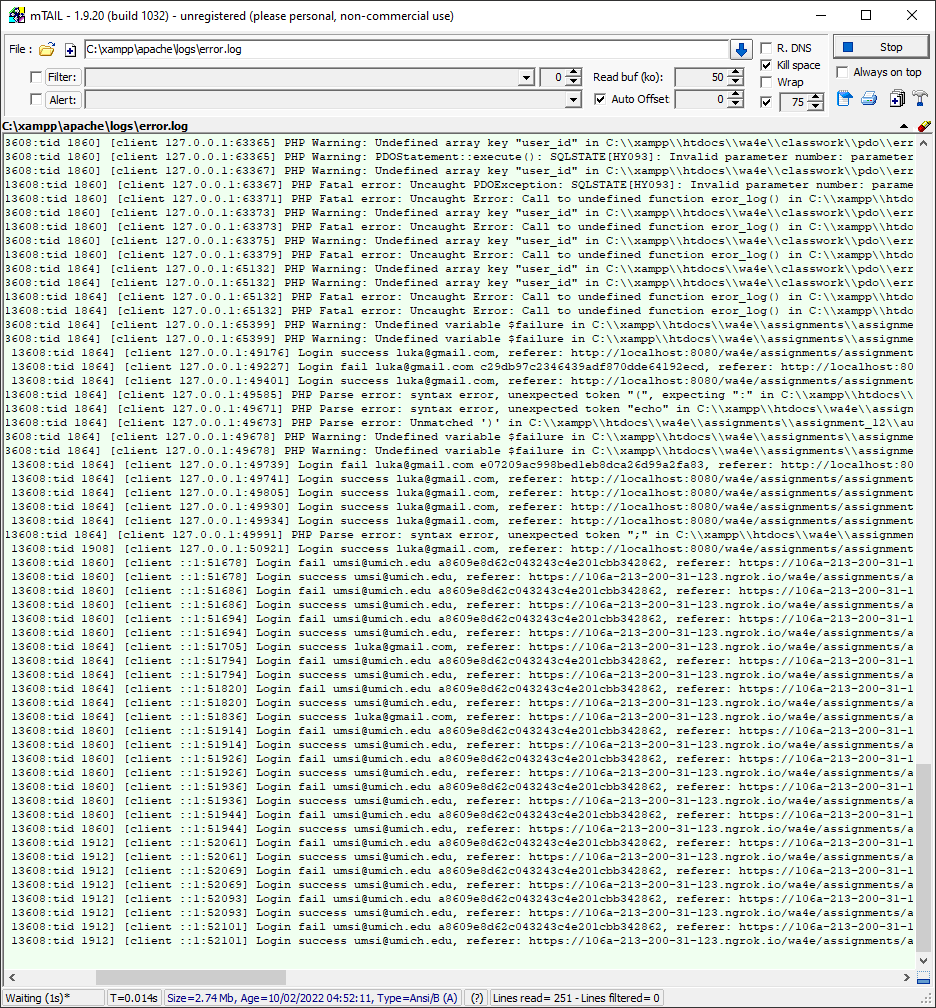 mTAIL - 1.9.20 (build 1032) - unregistered (please personal, non-commercial use)
File : C:\xampp\apache\logs\error.log
R. DNS
Stop
Kill space
Filter: 0 Read buf (ko): 50
Always on top
Wrap
Alert: Auto Offset 0
75
C:\xampp\apache\logs\error.log
3608:tid 1860] [client 127.0.0.1:63365] PHP Warning: Undefined array key "user_id" in C:\\xampp\\htdocs\\wa4e\\classwork\\pdo\\err
3608:tid 1860] [client 127.0.0.1:63365] PHP Warning: PDOStatement::execute(): SQLSTATE[HY093]: Invalid parameter number: parameter
3608:tid 1860] [client 127.0.0.1:63367] PHP Warning: Undefined array key "user_id" in C:\\xampp\\htdocs\\wa4e\\classwork\\pdo\\err
13608:tid 1860] [client 127.0.0.1:63367] PHP Fatal error: Uncaught PDOException: SQLSTATE[HY093]: Invalid parameter number: parame
13608:tid 1860] [client 127.0.0.1:63371] PHP Fatal error: Uncaught Error: Call to undefined function eror_log() in C:\\xampp\\htdo
3608:tid 1860] [client 127.0.0.1:63373] PHP Warning: Undefined array key "user_id" in C:\\xampp\\htdocs\\wa4e\\classwork\\pdo\\err
13608:tid 1860] [client 127.0.0.1:63373] PHP Fatal error: Uncaught Error: Call to undefined function eror_log() in C:\\xampp\\htdo
3608:tid 1860] [client 127.0.0.1:63375] PHP Warning: Undefined array key "user_id" in C:\\xampp\\htdocs\\wa4e\\classwork\\pdo\\err
13608:tid 1860] [client 127.0.0.1:63379] PHP Fatal error: Uncaught Error: Call to undefined function eror_log() in C:\\xampp\\htdo
3608:tid 1864] [client 127.0.0.1:65132] PHP Warning: Undefined array key "user_id" in C:\\xampp\\htdocs\\wa4e\\classwork\\pdo\\err
3608:tid 1864] [client 127.0.0.1:65132] PHP Warning: Undefined array key "user_id" in C:\\xampp\\htdocs\\wa4e\\classwork\\pdo\\err
13608:tid 1864] [client 127.0.0.1:65132] PHP Fatal error: Uncaught Error: Call to undefined function eror_log() in C:\\xampp\\htdo
13608:tid 1864] [client 127.0.0.1:65132] PHP Fatal error: Uncaught Error: Call to undefined function eror_log() in C:\\xampp\\htdo
3608:tid 1864] [client 127.0.0.1:65399] PHP Warning: Undefined variable $failure in C:\\xampp\\htdocs\\wa4e\\assignments\\assignme
3608:tid 1864] [client 127.0.0.1:65399] PHP Warning: Undefined variable $failure in C:\\xampp\\htdocs\\wa4e\\assignments\\assignme
13608:tid 1864] [client 127.0.0.1:49176] Login success luka@gmail.com, referer: http://localhost:8080/wa4e/assignments/assignment
13608:tid 1864] [client 127.0.0.1:49227] Login fail luka@gmail.com c29db97c2346439adf870dde64192ecd, referer: http://localhost:80
13608:tid 1864] [client 127.0.0.1:49401] Login success luka@gmail.com, referer: http://localhost:8080/wa4e/assignments/assignment
13608:tid 1864] [client 127.0.0.1:49585] PHP Parse error: syntax error, unexpected token "(", expecting ":" in C:\\xampp\\htdocs\\
13608:tid 1864] [client 127.0.0.1:49671] PHP Parse error: syntax error, unexpected token "echo" in C:\\xampp\\htdocs\\wa4e\\assign
13608:tid 1864] [client 127.0.0.1:49673] PHP Parse error: Unmatched ')' in C:\\xampp\\htdocs\\wa4e\\assignments\\assignment_12\\au
3608:tid 1864] [client 127.0.0.1:49678] PHP Warning: Undefined variable $failure in C:\\xampp\\htdocs\\wa4e\\assignments\\assignme
3608:tid 1864] [client 127.0.0.1:49678] PHP Warning: Undefined variable $failure in C:\\xampp\\htdocs\\wa4e\\assignments\\assignme
13608:tid 1864] [client 127.0.0.1:49739] Login fail luka@gmail.com e07209ac998bed1eb8dca26d99a2fa83, referer: http://localhost:80
13608:tid 1864] [client 127.0.0.1:49741] Login success luka@gmail.com, referer: http://localhost:8080/wa4e/assignments/assignment
13608:tid 1864] [client 127.0.0.1:49805] Login success luka@gmail.com, referer: http://localhost:8080/wa4e/assignments/assignment
13608:tid 1864] [client 127.0.0.1:49930] Login success luka@gmail.com, referer: http://localhost:8080/wa4e/assignments/assignment
13608:tid 1864] [client 127.0.0.1:49934] Login success luka@gmail.com, referer: http://localhost:8080/wa4e/assignments/assignment
13608:tid 1864] [client 127.0.0.1:49991] PHP Parse error: syntax error, unexpected token ";" in C:\\xampp\\htdocs\\wa4e\\assignmen
13608:tid 1908] [client 127.0.0.1:50921] Login success luka@gmail.com, referer: http://localhost:8080/wa4e/assignments/assignment
13608:tid 1860] [client ::1:51678] Login fail umsi@umich.edu a8609e8d62c043243c4e201cbb342862, referer: https://106a-213-200-31-1
13608:tid 1860] [client ::1:51678] Login success umsi@umich.edu, referer: https://106a-213-200-31-123.ngrok.io/wa4e/assignments/a
13608:tid 1860] [client ::1:51686] Login fail umsi@umich.edu a8609e8d62c043243c4e201cbb342862, referer: https://106a-213-200-31-1
13608:tid 1860] [client ::1:51686] Login success umsi@umich.edu, referer: https://106a-213-200-31-123.ngrok.io/wa4e/assignments/a
13608:tid 1860] [client ::1:51694] Login fail umsi@umich.edu a8609e8d62c043243c4e201cbb342862, referer: https://106a-213-200-31-1
13608:tid 1860] [client ::1:51694] Login success umsi@umich.edu, referer: https://106a-213-200-31-123.ngrok.io/wa4e/assignments/a
13608:tid 1864] [client ::1:51705] Login success luka@gmail.com, referer: https://106a-213-200-31-123.ngrok.io/wa4e/assignments/a
13608:tid 1864] [client ::1:51794] Login fail umsi@umich.edu a8609e8d62c043243c4e201cbb342862, referer: https://106a-213-200-31-1
13608:tid 1864] [client ::1:51794] Login success umsi@umich.edu, referer: https://106a-213-200-31-123.ngrok.io/wa4e/assignments/a
13608:tid 1864] [client ::1:51820] Login fail umsi@umich.edu a8609e8d62c043243c4e201cbb342862, referer: https://106a-213-200-31-1
13608:tid 1864] [client ::1:51820] Login success umsi@umich.edu, referer: https://106a-213-200-31-123.ngrok.io/wa4e/assignments/a
13608:tid 1864] [client ::1:51836] Login success luka@gmail.com, referer: https://106a-213-200-31-123.ngrok.io/wa4e/assignments/a
13608:tid 1860] [client ::1:51914] Login fail umsi@umich.edu a8609e8d62c043243c4e201cbb342862, referer: https://106a-213-200-31-1
13608:tid 1860] [client ::1:51914] Login success umsi@umich.edu, referer: https://106a-213-200-31-123.ngrok.io/wa4e/assignments/a
13608:tid 1860] [client ::1:51926] Login fail umsi@umich.edu a8609e8d62c043243c4e201cbb342862, referer: https://106a-213-200-31-1
13608:tid 1860] [client ::1:51926] Login success umsi@umich.edu, referer: https://106a-213-200-31-123.ngrok.io/wa4e/assignments/a
13608:tid 1860] [client ::1:51936] Login fail umsi@umich.edu a8609e8d62c043243c4e201cbb342862, referer: https://106a-213-200-31-1
13608:tid 1860] [client ::1:51936] Login success umsi@umich.edu, referer: https://106a-213-200-31-123.ngrok.io/wa4e/assignments/a
13608:tid 1860] [client ::1:51944] Login fail umsi@umich.edu a8609e8d62c043243c4e201cbb342862, referer: https://106a-213-200-31-1
13608:tid 1860] [client ::1:51944] Login success umsi@umich.edu, referer: https://106a-213-200-31-123.ngrok.io/wa4e/assignments/a
13608:tid 1912] [client ::1:52061] Login fail umsi@umich.edu a8609e8d62c043243c4e201cbb342862, referer: https://106a-213-200-31-1
13608:tid 1912] [client ::1:52061] Login success umsi@umich.edu, referer: https://106a-213-200-31-123.ngrok.io/wa4e/assignments/a
13608:tid 1912] [client ::1:52069] Login fail umsi@umich.edu a8609e8d62c043243c4e201cbb342862, referer: https://106a-213-200-31-1
13608:tid 1912] [client ::1:52069] Login success umsi@umich.edu, referer: https://106a-213-200-31-123.ngrok.io/wa4e/assignments/a
13608:tid 1912] [client ::1:52093] Login fail umsi@umich.edu a8609e8d62c043243c4e201cbb342862, referer: https://106a-213-200-31-1
13608:tid 1912] [client ::1:52093] Login success umsi@umich.edu, referer: https://106a-213-200-31-123.ngrok.io/wa4e/assignments/a
13608:tid 1912] [client ::1:52101] Login fail umsi@umich.edu a8609e8d62c043243c4e201cbb342862, referer: https://106a-213-200-31-1
13608:tid 1912] [client ::1:52101] Login success umsi@umich.edu, referer: https://106a-213-200-31-123.ngrok.io/wa4e/assignments/a
Waiting (1s)* T=0.014s Size=2.74 Mb, Age=10/02/2022 04:52:11, Type=Ansi/B (A) (?) Lines read= 251 - Lines filtered= 0